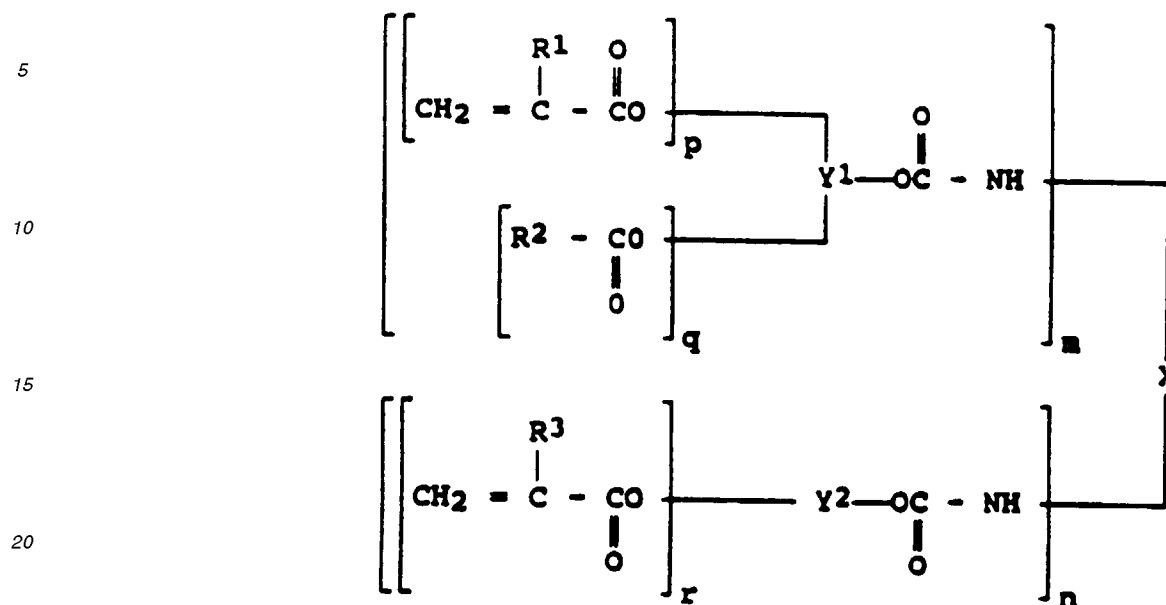 R1 O
5
CH2 = C - CO
p
O
Y1—OC - NH
10
R2 - CO
O
q
m
15
X
R3
CH2 = C - CO
Y2—OC - NH
O
O
20
r
n